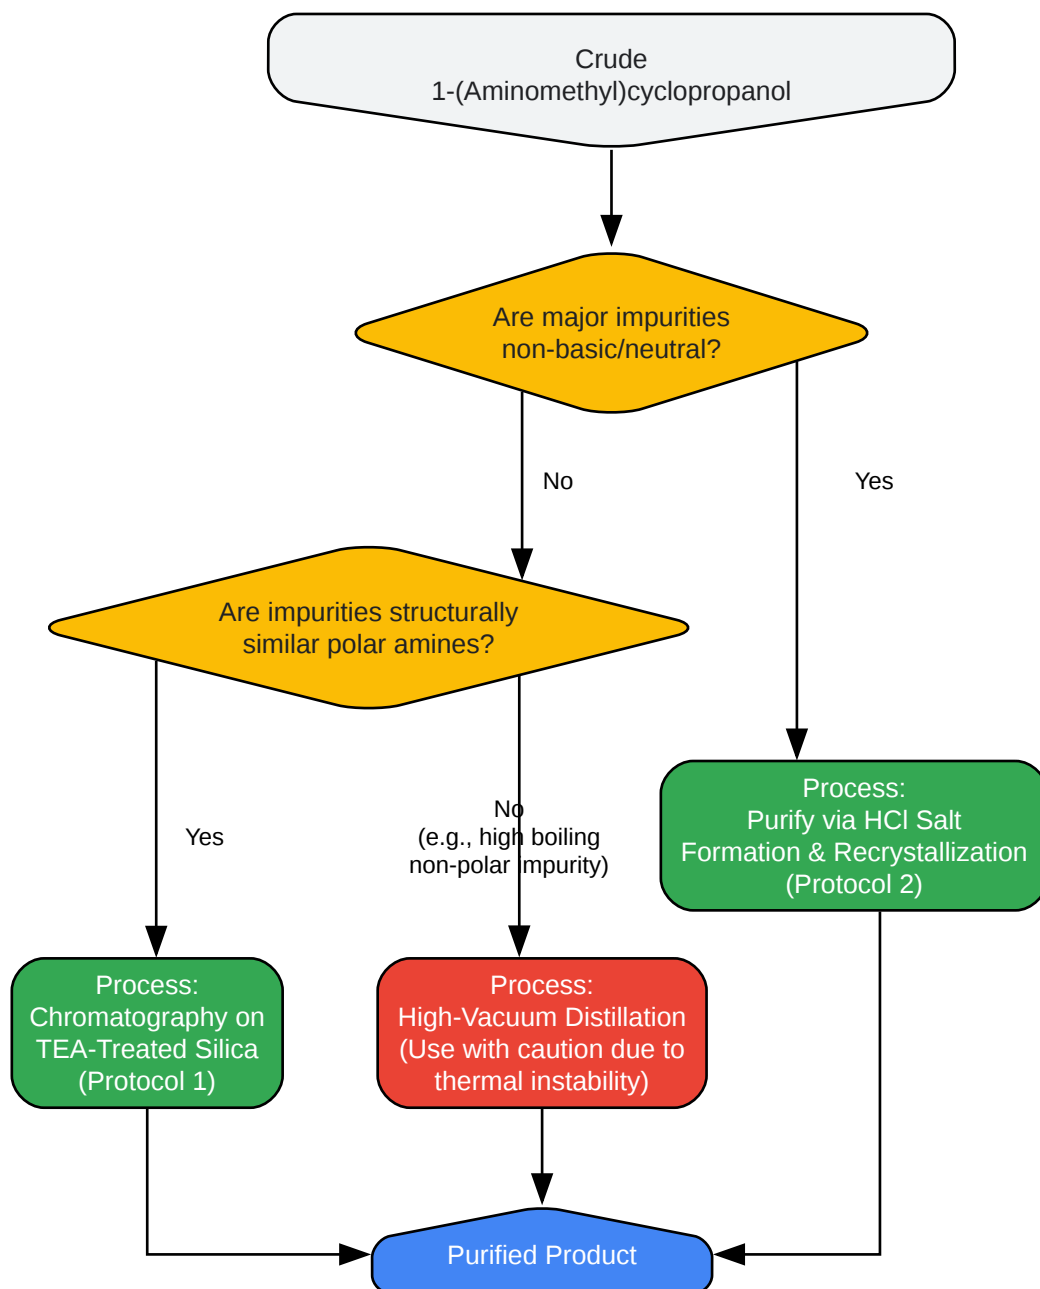 Crude
1-(Aminomethyl)cyclopropanol
Are major impurities
non-basic/neutral?
No
Yes
Are impurities structurally
similar polar amines?
Yes
No
(e.g., high boiling
non-polar impurity)
Process:
Purify via HCl Salt
Formation & Recrystallization
(Protocol 2)
Process:
Chromatography on
TEA-Treated Silica
(Protocol 1)
Process:
High-Vacuum Distillation
(Use with caution due to
thermal instability)
Purified Product